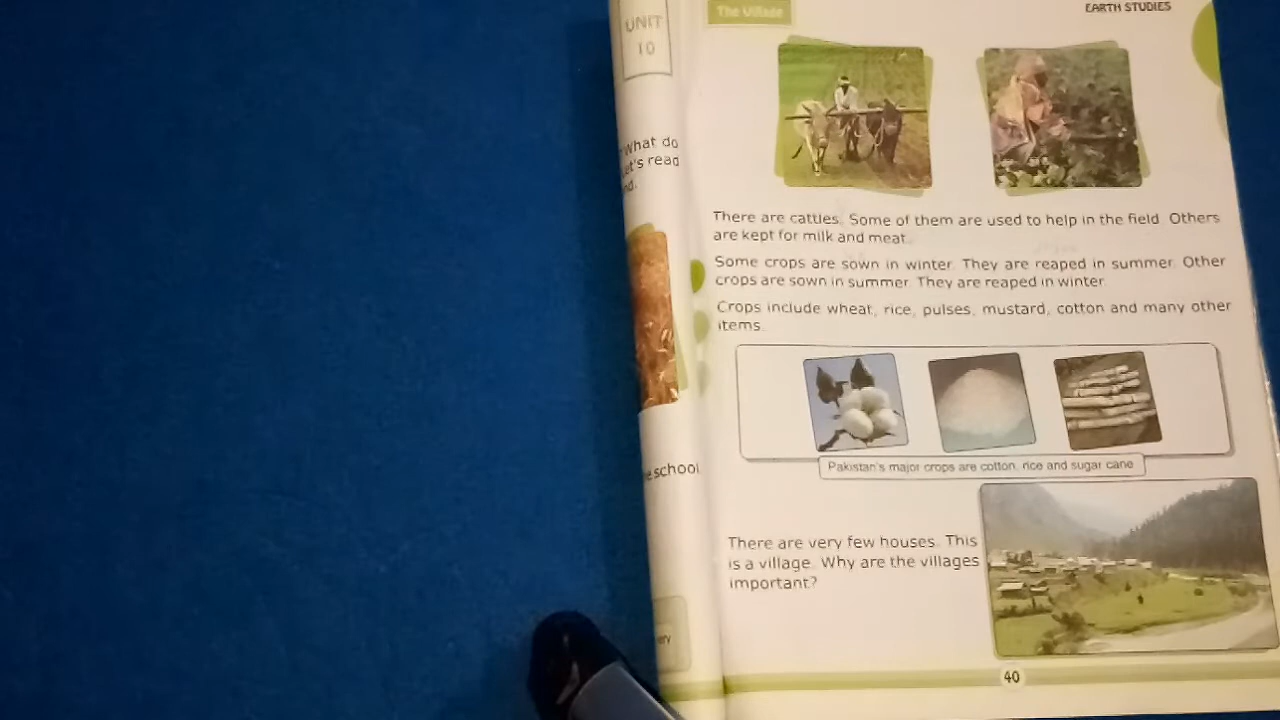 UNIT
10
What do
let's read
nd.
e school
The Village
EARTH STUDIES
There are cattles. Some of them are used to help in the field. Others
are kept for milk and meat.
Some crops are sown in winter. They are reaped in summer. Other
crops are sown in summer. They are reaped in winter.
Crops include wheat, rice, pulses, mustard, cotton and many other
items.
Pakistan's major crops are cotton, rice and sugar cane
There are very few houses. This
is a village. Why are the villages
important?
40